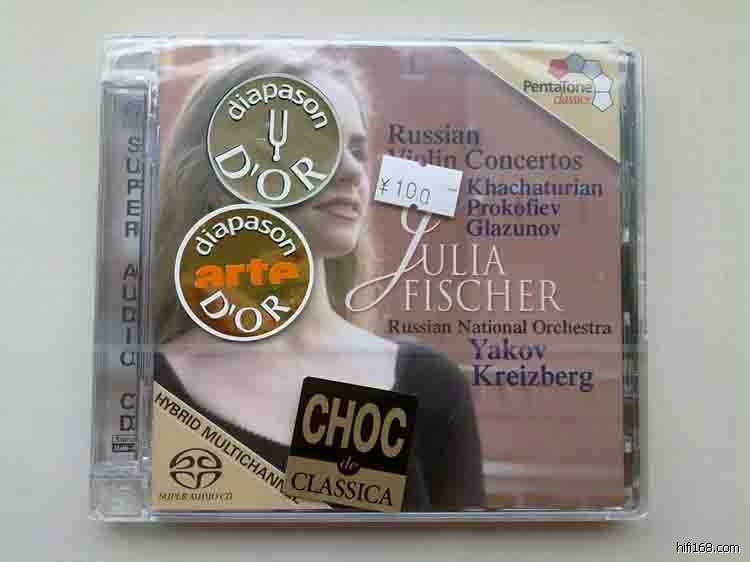 PentaTone
classics
diapason
D'OR
Russian
Violin Concertos
¥100
Khachaturian
Prokofiev
Glazunov
diapason
arte
D'OR
JULIA
FISCHER
Russian National Orchestra
Yakov
Kreizberg
SUPER AUDIO CD
HYBRID MULTICHANN
CHOC
de
CLASSICA
SUPER AUDIO CD
hifi168.com